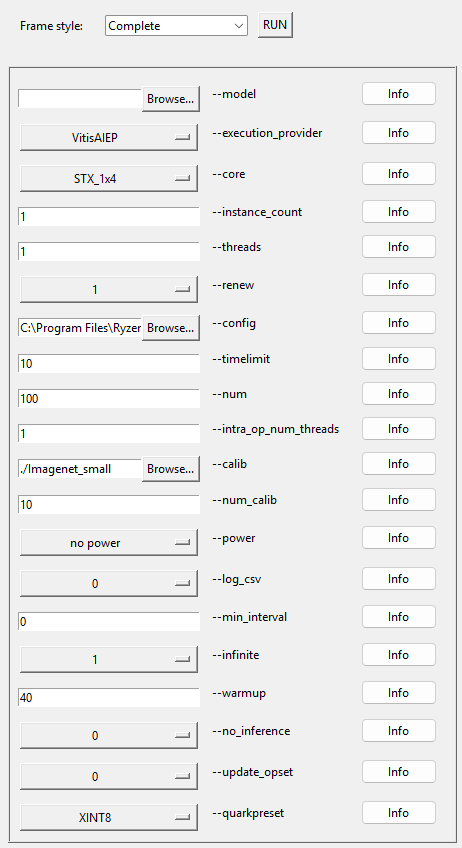 Frame style: Complete RUN
Browse... --model Info
VitisAIEP --execution_provider Info
STX_1x4 --core Info
1 --instance_count Info
1 --threads Info
1 --renew Info
C:\Program Files\Ryzer Browse... --config Info
10 --timelimit Info
100 --num Info
1 --intra_op_num_threads Info
./Imagenet_small Browse... --calib Info
10 --num_calib Info
no power --power Info
0 --log_csv Info
0 --min_interval Info
1 --infinite Info
40 --warmup Info
0 --no_inference Info
0 --update_opset Info
XINT8 --quarkpreset Info